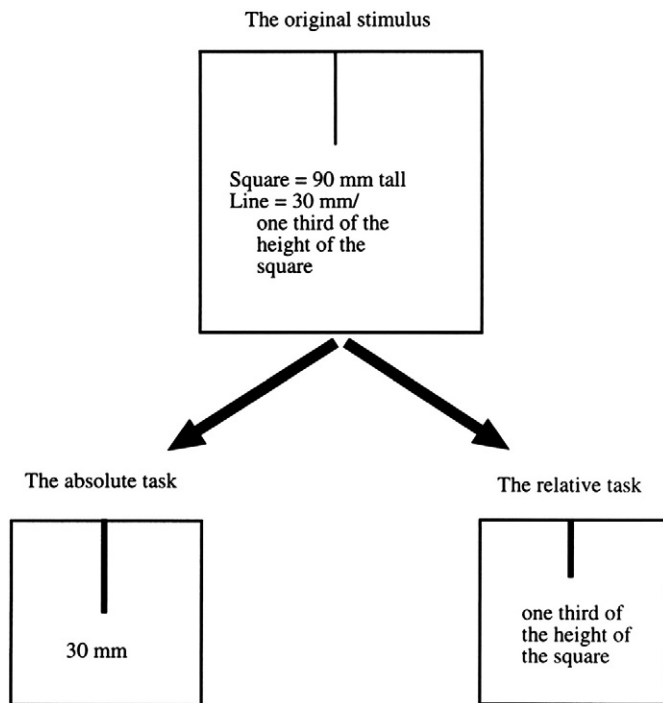 The original stimulus
Square = 90 mm tall
Line = 30 mm/
one third of the
height of the
square
The absolute task
30 mm
The relative task
one third of
the height of
the square